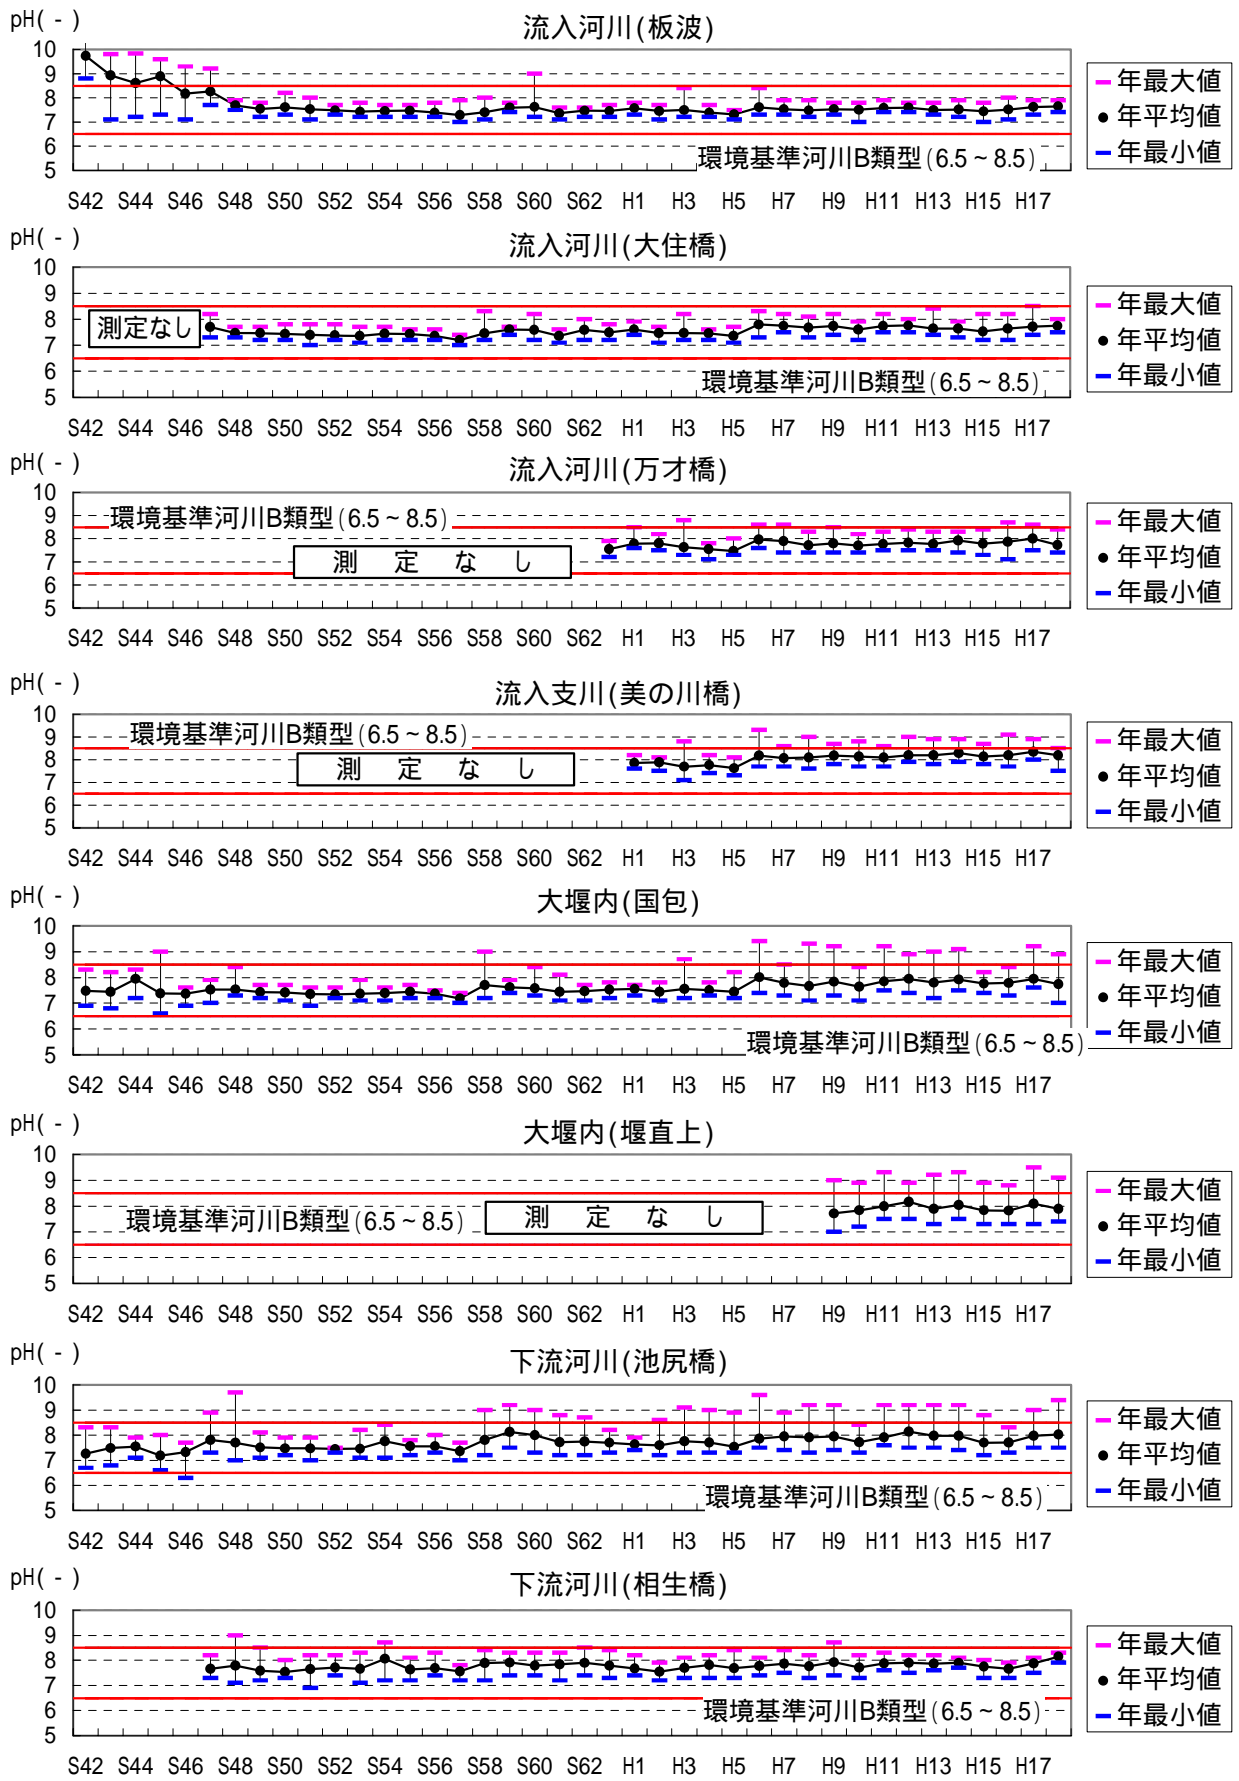 pH( - )
流入河川(板波)
10
9
8
7
6
5
環境基準河川B類型(6.5~8.5)
年最大値
年平均値
年最小値
S42 S44 S46 S48 S50 S52 S54 S56 S58 S60 S62 H1 H3 H5 H7 H9 H11 H13 H15 H17
pH( - )
流入河川(大住橋)
10
9
8
7
6
5
測定なし
環境基準河川B類型(6.5~8.5)
年最大値
年平均値
年最小値
S42 S44 S46 S48 S50 S52 S54 S56 S58 S60 S62 H1 H3 H5 H7 H9 H11 H13 H15 H17
pH( - )
流入河川(万才橋)
10
9
8
7
6
5
環境基準河川B類型(6.5~8.5)
測 定 な し
年最大値
年平均値
年最小値
S42 S44 S46 S48 S50 S52 S54 S56 S58 S60 S62 H1 H3 H5 H7 H9 H11 H13 H15 H17
pH( - )
流入支川(美の川橋)
10
9
8
7
6
5
環境基準河川B類型(6.5~8.5)
測 定 な し
年最大値
年平均値
年最小値
S42 S44 S46 S48 S50 S52 S54 S56 S58 S60 S62 H1 H3 H5 H7 H9 H11 H13 H15 H17
pH( - )
大堰内(国包)
10
9
8
7
6
5
環境基準河川B類型(6.5~8.5)
年最大値
年平均値
年最小値
S42 S44 S46 S48 S50 S52 S54 S56 S58 S60 S62 H1 H3 H5 H7 H9 H11 H13 H15 H17
pH( - )
大堰内(堰直上)
10
9
8
7
6
5
環境基準河川B類型(6.5~8.5)
測 定 な し
年最大値
年平均値
年最小値
S42 S44 S46 S48 S50 S52 S54 S56 S58 S60 S62 H1 H3 H5 H7 H9 H11 H13 H15 H17
pH( - )
下流河川(池尻橋)
10
9
8
7
6
5
環境基準河川B類型(6.5~8.5)
年最大値
年平均値
年最小値
S42 S44 S46 S48 S50 S52 S54 S56 S58 S60 S62 H1 H3 H5 H7 H9 H11 H13 H15 H17
pH( - )
下流河川(相生橋)
10
9
8
7
6
5
環境基準河川B類型(6.5~8.5)
年最大値
年平均値
年最小値
S42 S44 S46 S48 S50 S52 S54 S56 S58 S60 S62 H1 H3 H5 H7 H9 H11 H13 H15 H17